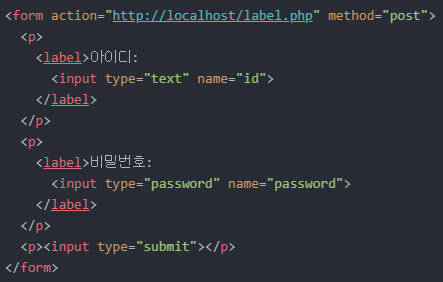 <form action="http://localhost/label.php" method="post">
<p>
<label>아이디:
<input type="text" name="id">
</label>
</p>
<p>
<label>비밀번호:
<input type="password" name="password">
</label>
</p>
<p><input type="submit"></p>
</form>